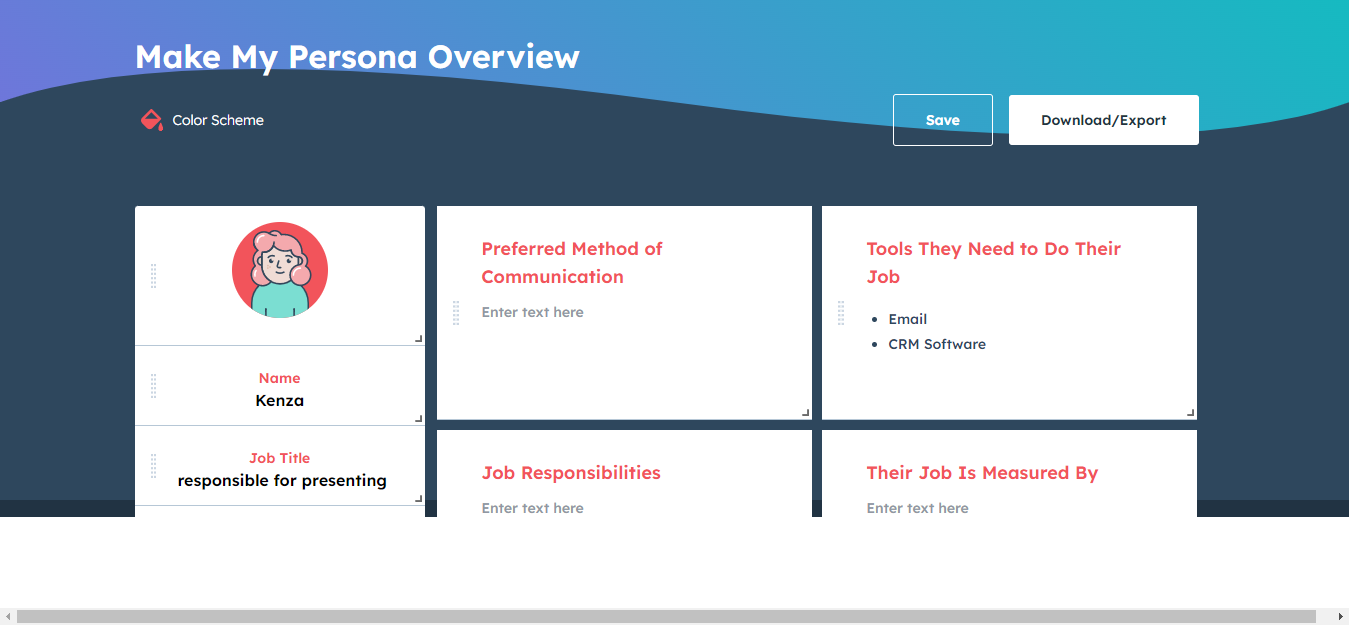 Make My Persona Overview
Color Scheme
Save
Download/Export
Name
Kenza
Job Title
responsible for presenting
Preferred Method of
Communication
Enter text here
Tools They Need to Do Their
Job
Email
CRM Software
Job Responsibilities
Enter text here
Their Job Is Measured By
Enter text here